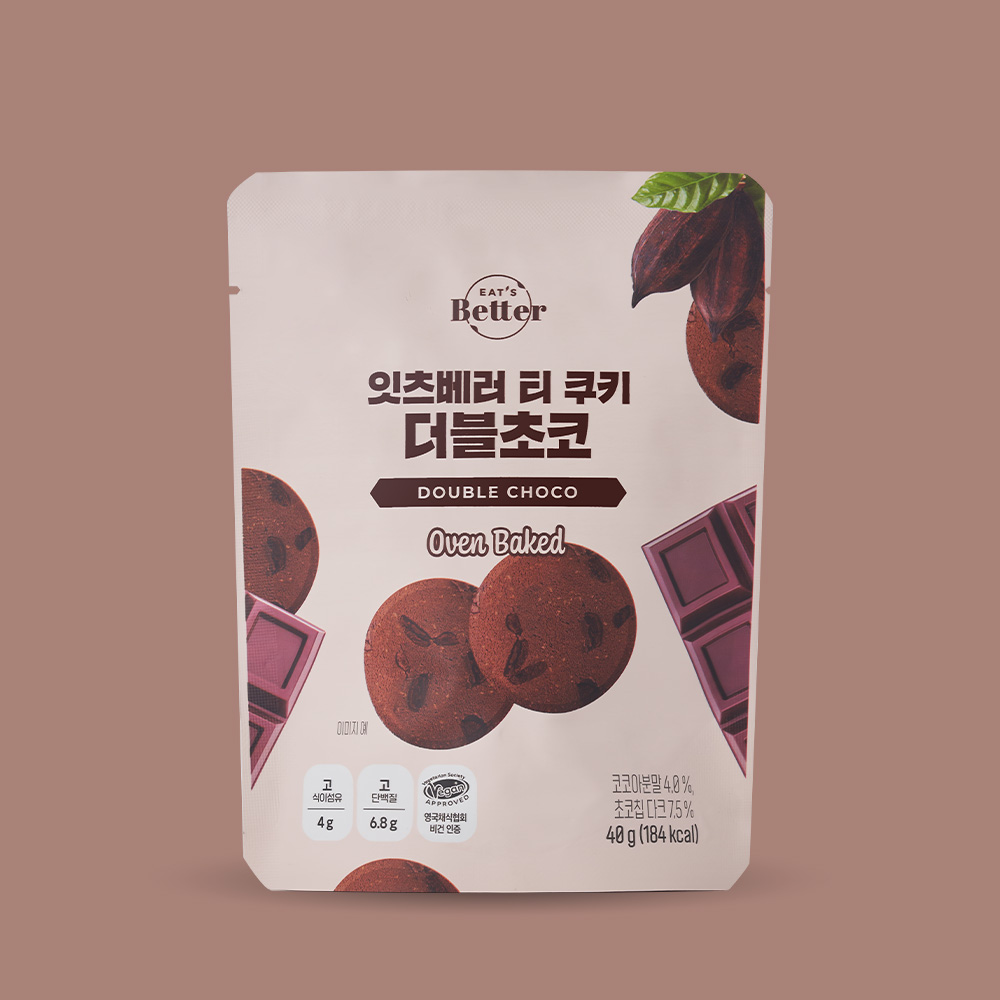 EAT'S
Better
잇츠베러 티 쿠키
더블초코
DOUBLE CHOCO
Oven Baked
이미지 예
고
식이섬유
4 g
고
단백질
6.8 g
Vegetarian Society
Vegan
APPROVED
영국채식협회
비건 인증
코코아분말 4.0 %,
초코칩 다크 7.5 %
40 g (184 kcal)